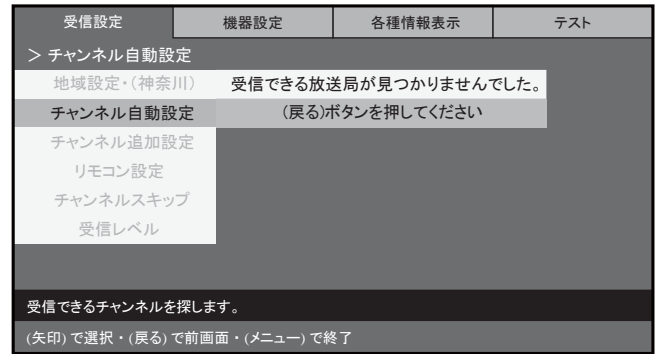 受信設定 機器設定 各種情報表示 テスト
> チャンネル自動設定
地域設定・(神奈川) 受信できる放送局が見つかりませんでした。
チャンネル自動設定 (戻る)ボタンを押してください
チャンネル追加設定
リモコン設定
チャンネルスキップ
受信レベル
受信できるチャンネルを探します。
(矢印) で選択・(戻る) で前画面・(メニュー) で終了